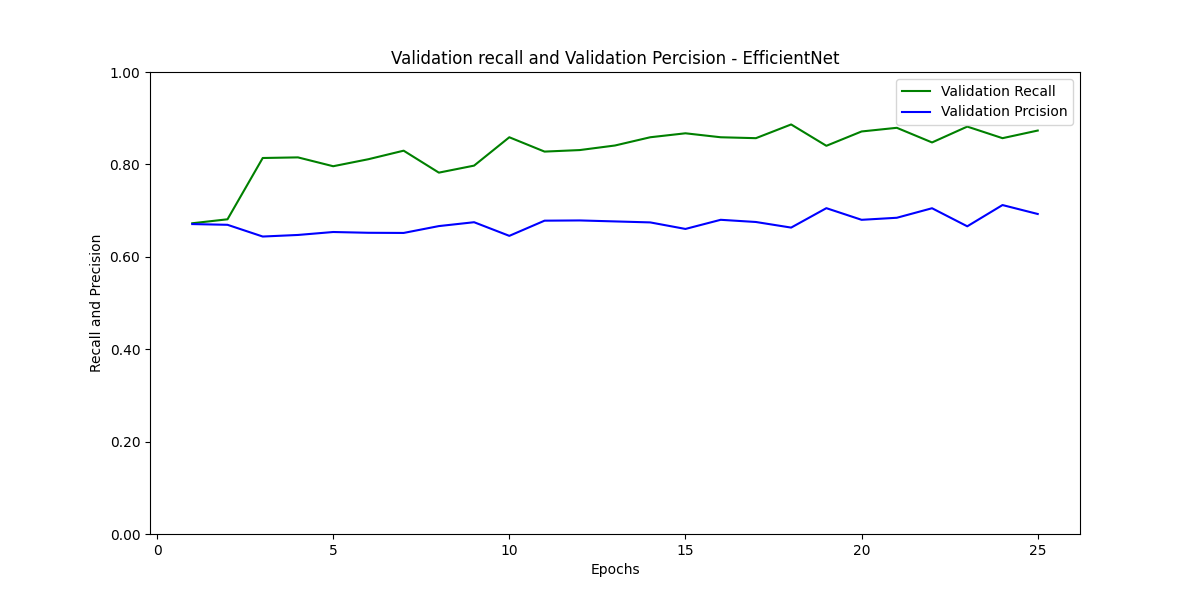 Validation recall and Validation Percision - EfficientNet
Validation Recall
Validation Prcision
Recall and Precision
1.00
0.80
0.60
0.40
0.20
0.00
0 5 10 15 20 25
Epochs